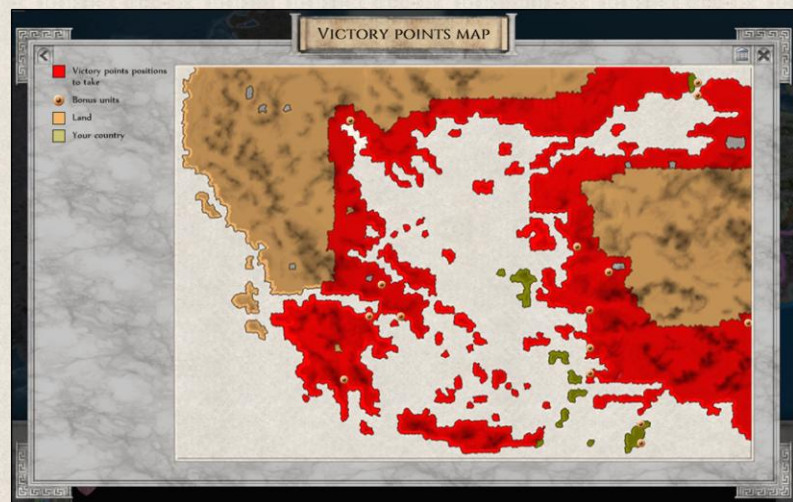 VICTORY POINTS MAP
Victory points positions
to take
Bonus units
Land
Your country